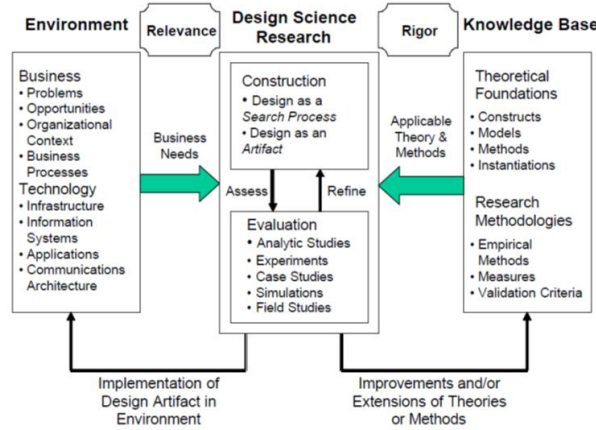 Environment
Relevance
Design Science
Research
Rigor
Knowledge Base
Business
• Problems
• Opportunities
• Organizational
Context
• Business
Processes
Technology
• Infrastructure
• Information
Systems
• Applications
• Communications
Architecture
Business
Needs
Construction
• Design as a
Search Process
• Design as an
Artifact
Assess
Refine
Evaluation
• Analytic Studies
• Experiments
• Case Studies
• Simulations
• Field Studies
Applicable
Theory &
Methods
Theoretical
Foundations
• Constructs
• Models
• Methods
• Instantiations
Research
Methodologies
• Empirical
Methods
• Measures
• Validation Criteria
Implementation of
Design Artifact in
Environment
Improvements and/or
Extensions of Theories
or Methods